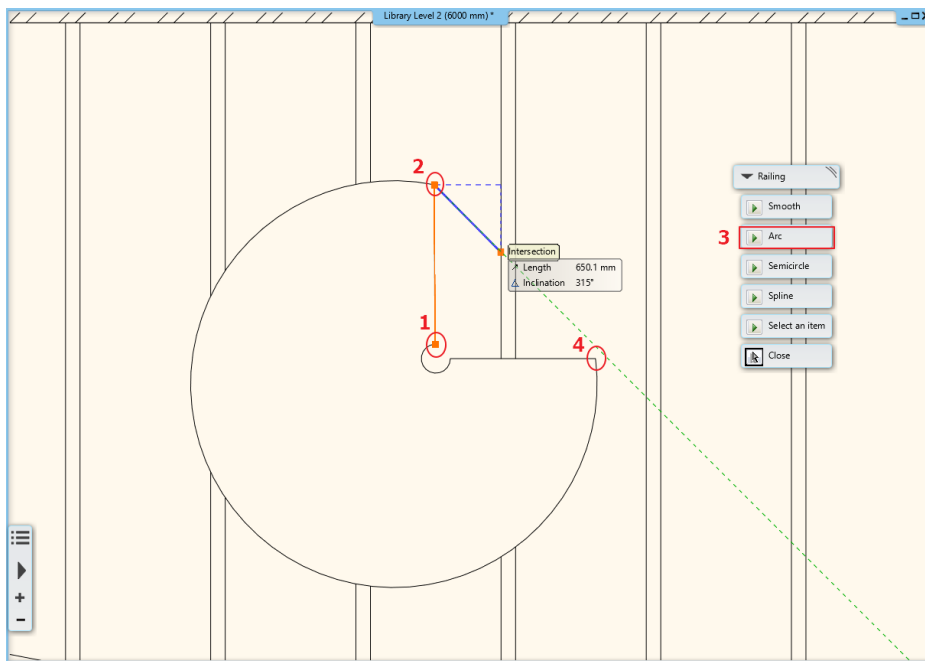 Library Level 2 (6000 mm) *
2
Railing
Smooth
3
Arc
Intersection
Length 650.1 mm
Inclination 315°
Semicircle
Spline
1
Select an item
4
Close